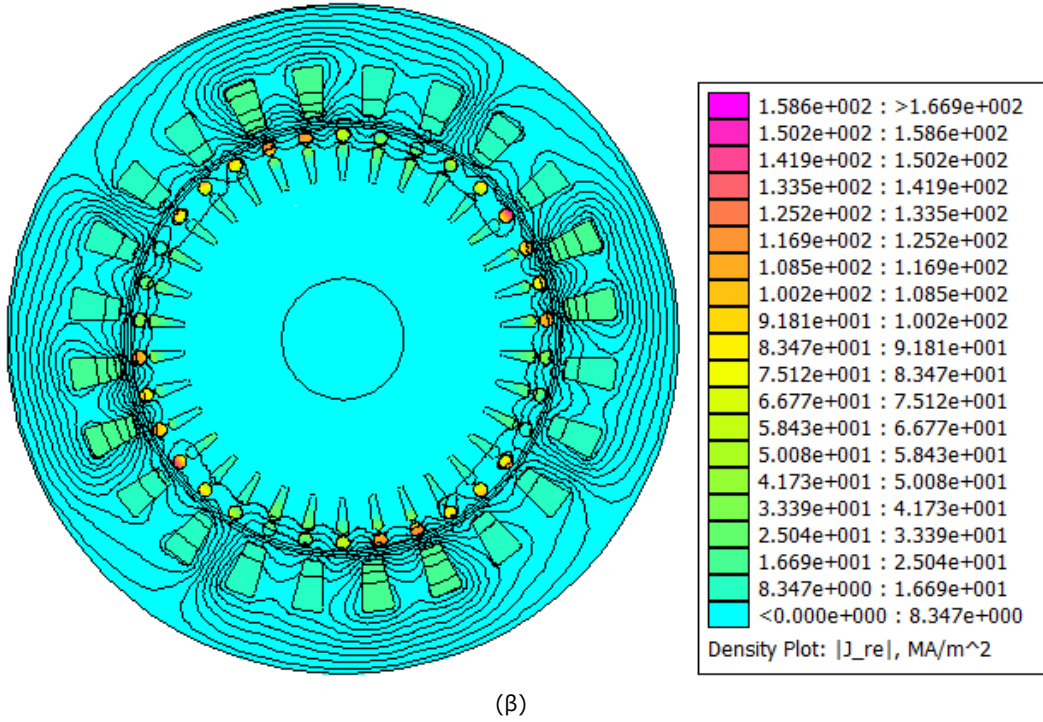 1.586e+002 : >1.669e+002
1.502e+002 : 1.586e+002
1.419e+002 : 1.502e+002
1.335e+002 : 1.419e+002
1.252e+002 : 1.335e+002
1.169e+002 : 1.252e+002
1.085e+002 : 1.169e+002
1.002e+002 : 1.085e+002
9.181e+001 : 1.002e+002
8.347e+001 : 9.181e+001
7.512e+001 : 8.347e+001
6.677e+001 : 7.512e+001
5.843e+001 : 6.677e+001
5.008e+001 : 5.843e+001
4.173e+001 : 5.008e+001
3.339e+001 : 4.173e+001
2.504e+001 : 3.339e+001
1.669e+001 : 2.504e+001
8.347e+000 : 1.669e+001
<0.000e+000 : 8.347e+000
Density Plot: |J_re|, MA/m^2
(β)